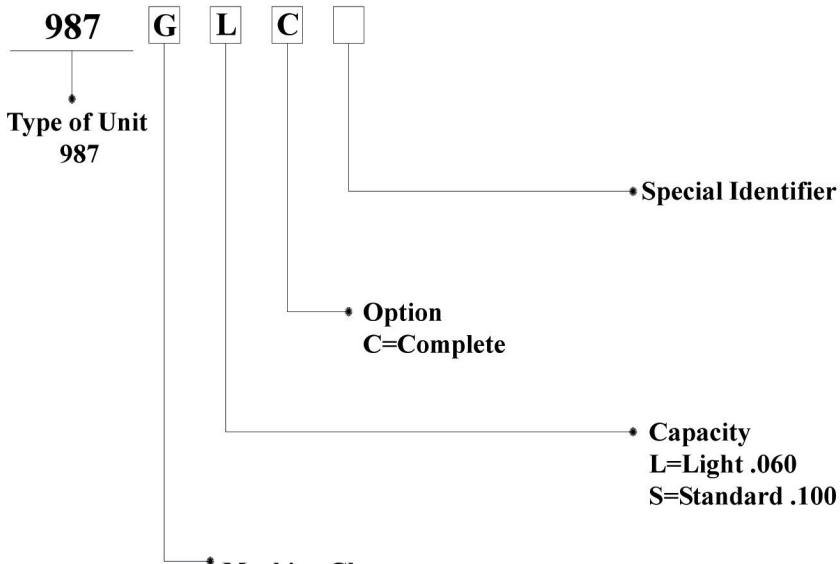 987 G L C
Type of Unit
987
Special Identifier
Option
C=Complete
Capacity
L=Light .060
S=Standard .100